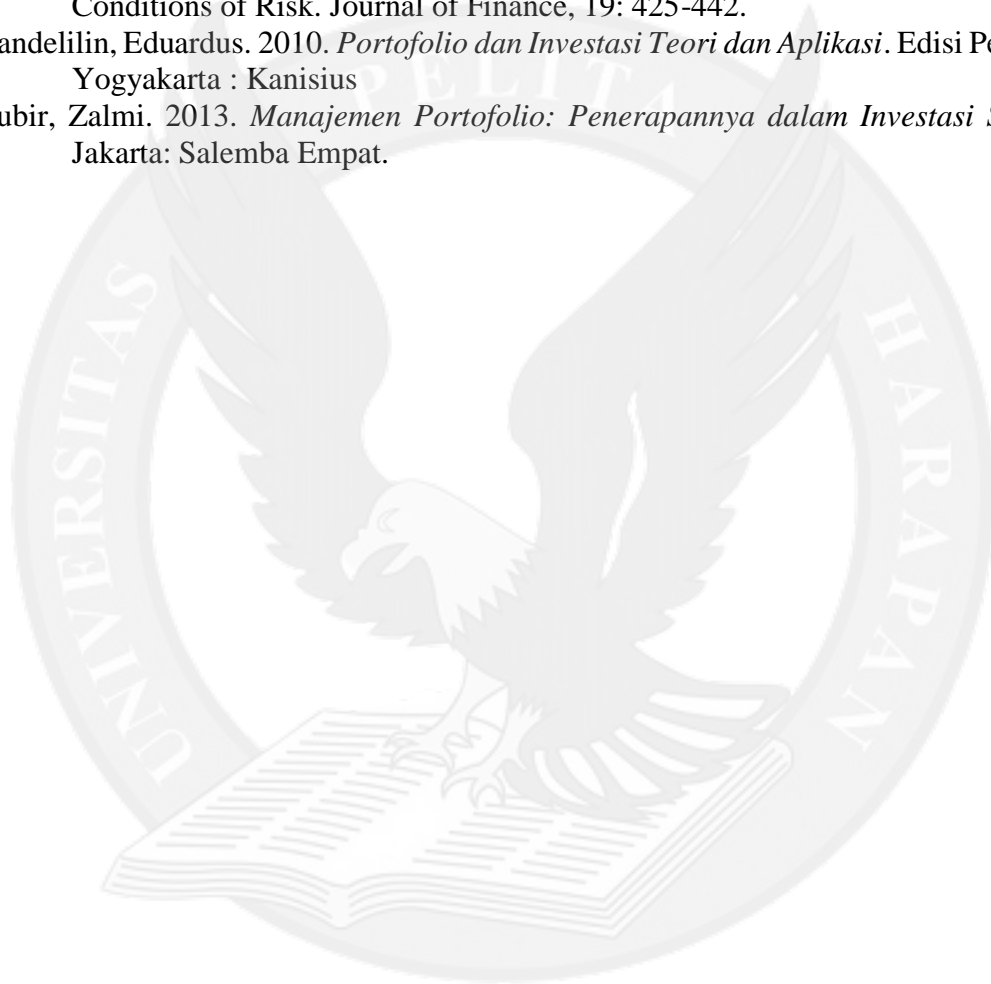 Conditions of Risk. Journal of Finance, 19: 425-442.
andelilin, Eduardus. 2010. Portofolio dan Investasi Teori dan Aplikasi. Edisi Pe
Yogyakarta : Kanisius
ubir, Zalmi. 2013. Manajemen Portofolio: Penerapannya dalam Investasi S
Jakarta: Salemba Empat.
UNIVERSITAS PELITA HARAPAN